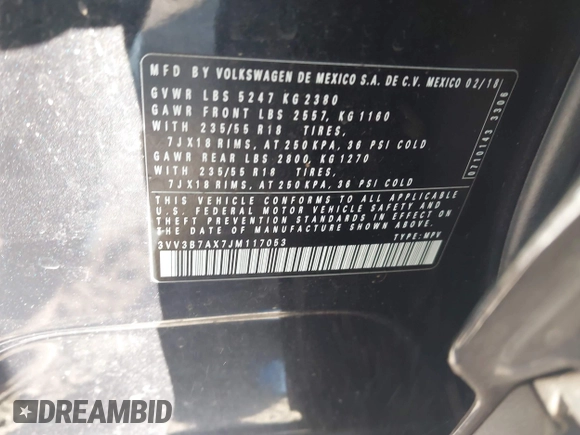 MFD BY VOLKSWAGEN DE MEXICO S.A. DE C.V. MEXICO 02/18
GVWR LBS 5247 KG 2380
GAWR FRONT LBS 2557, KG 1160
WITH 235/55 R18 TIRES,
7JX18 RIMS, AT 250 KPA, 36 PSI COLD
GAWR REAR LBS 2800, KG 1270
WITH 235/55 R18 TIRES,
7JX18 RIMS, AT 250 KPA, 36 PSI COLD
THIS VEHICLE CONFORMS TO ALL APPLICABLE
U.S. FEDERAL MOTOR VEHICLE SAFETY AND
THEFT PREVENTION STANDARDS IN EFFECT ON
THE DATE OF MANUFACTURE SHOWN ABOVE.
3VV3B7AX7JM117053 TYPE: MPV
0710143 3306
DREAMBID